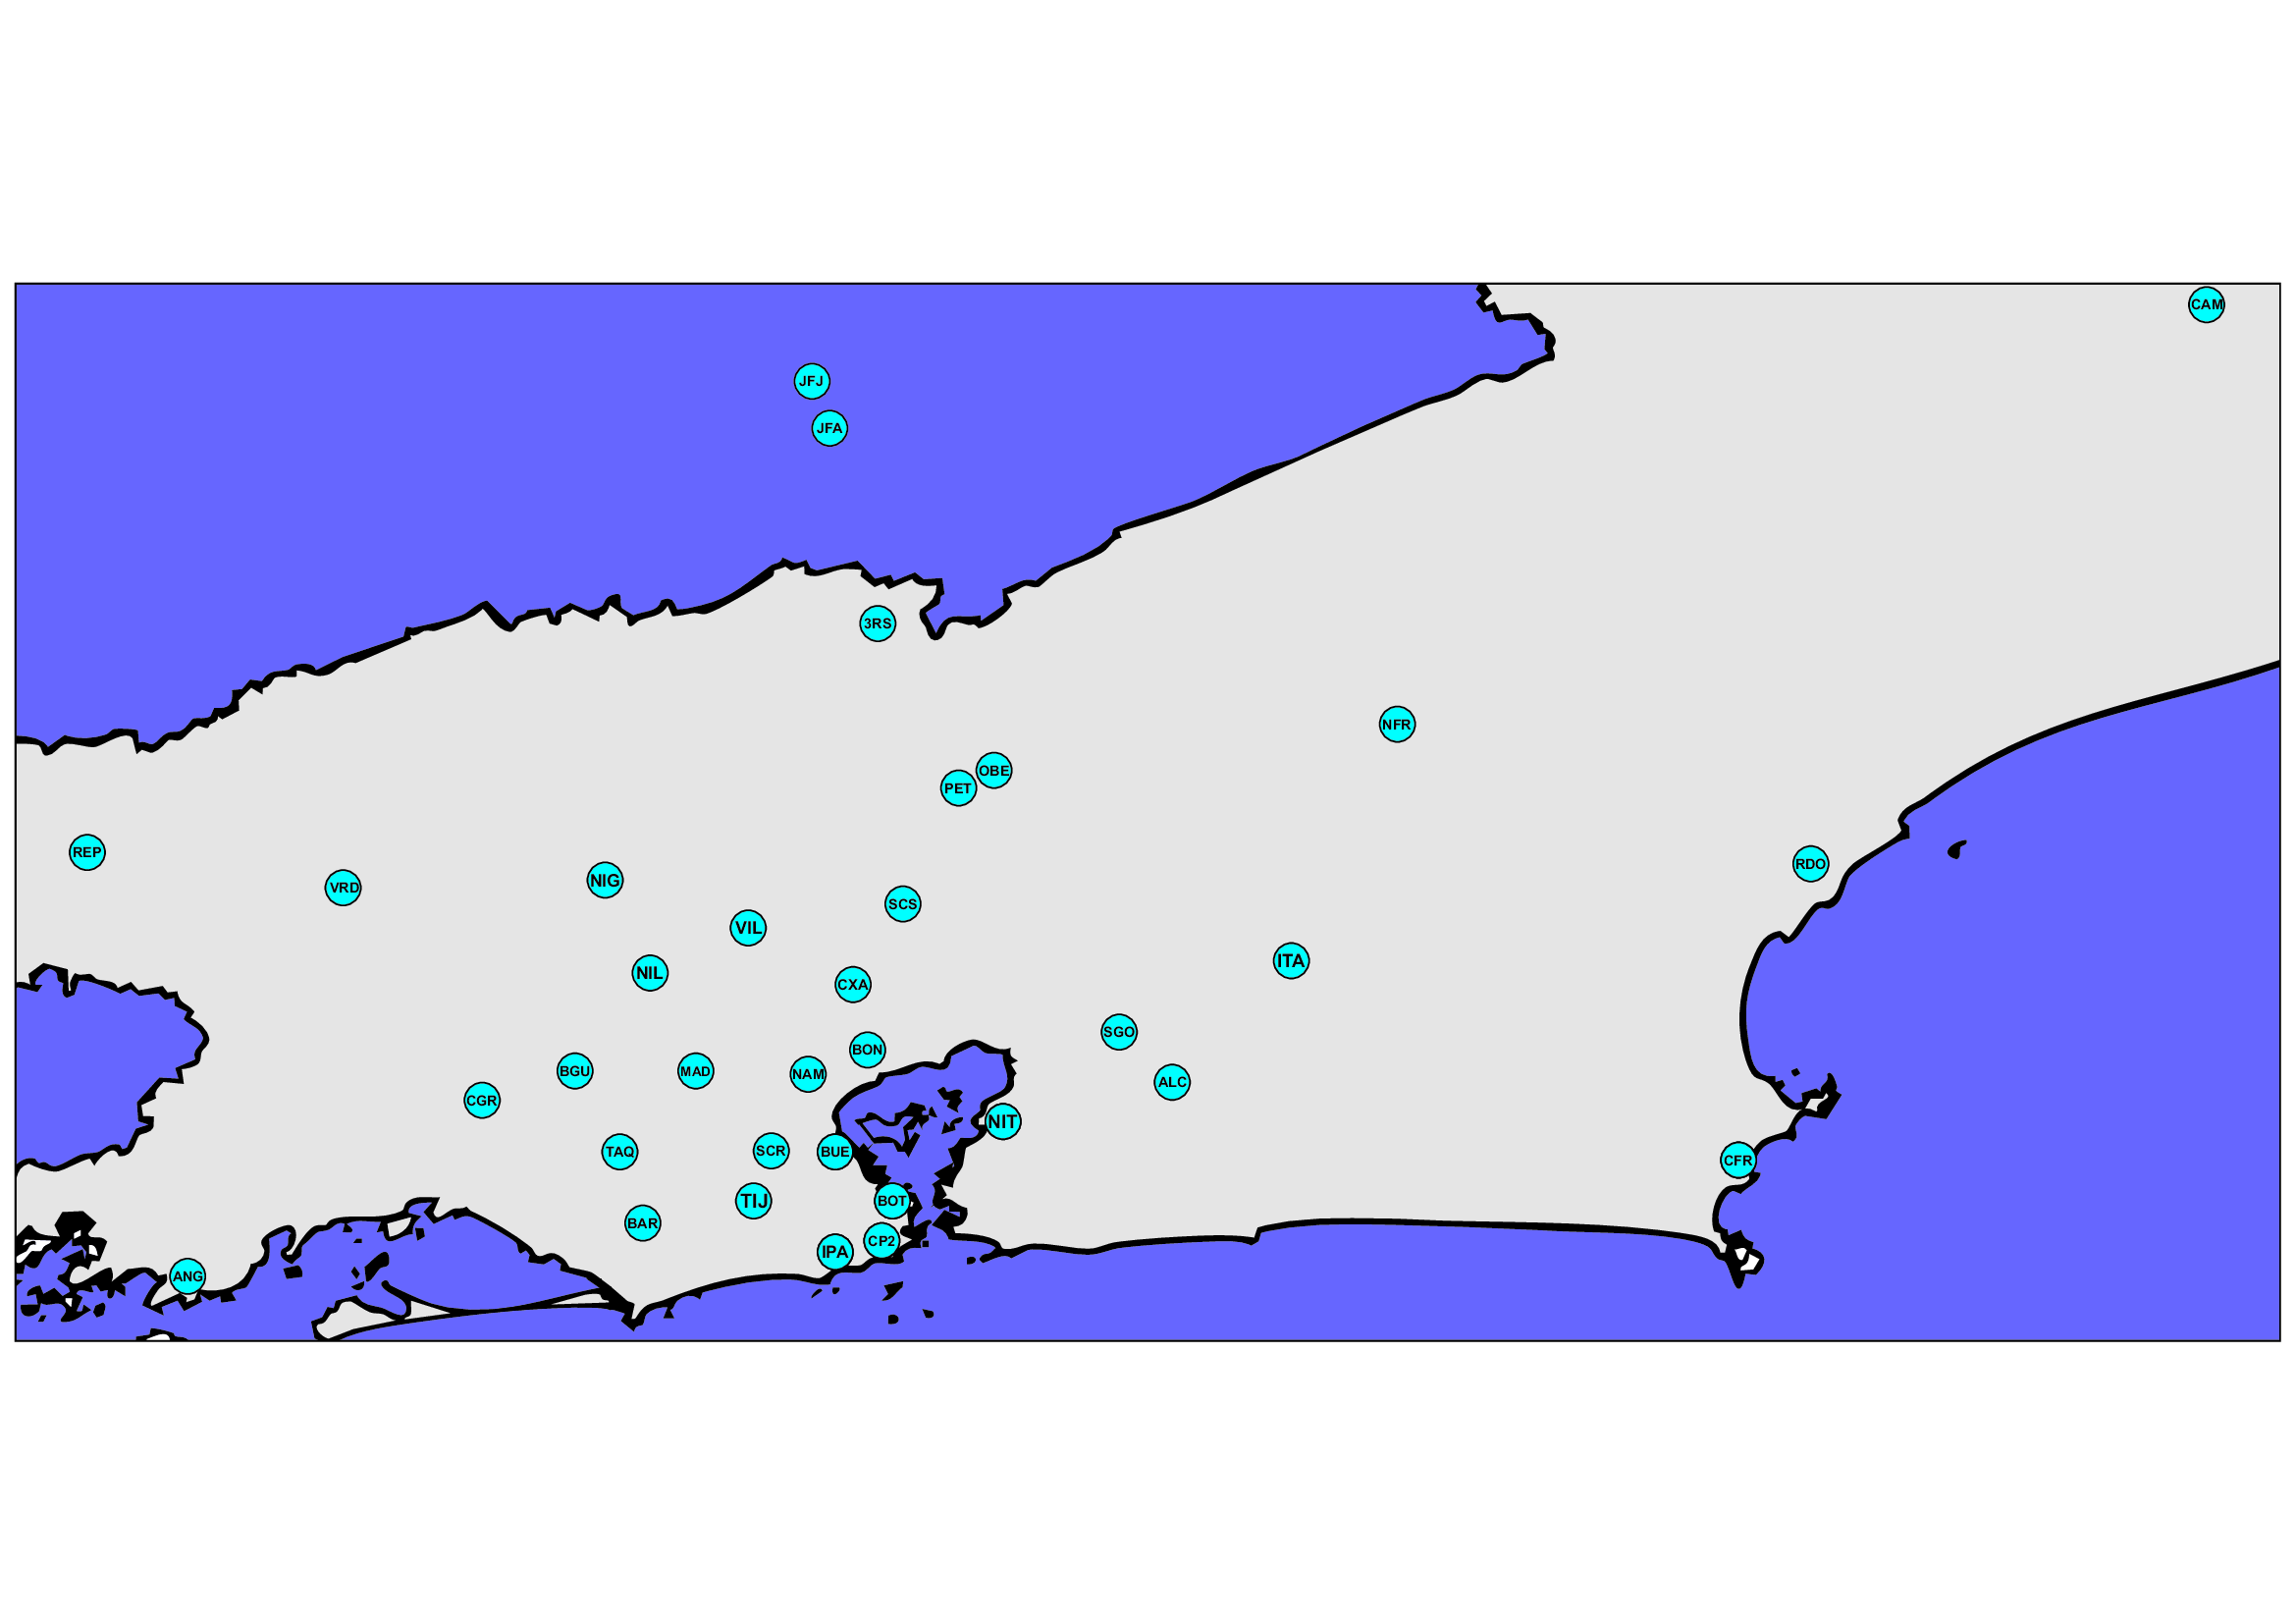 CAM
JFJ
JFA
3RS
NFR
OBE
PET
REP
RDO
NIG
VRD
SCS
VIL
ITA
NIL
CXA
SGO
BON
BGU
MAD
NAM
ALC
CGR
NIT
TAQ
SCR
BUE
CFR
TIJ
BOT
BAR
CP2
IPA
ANG